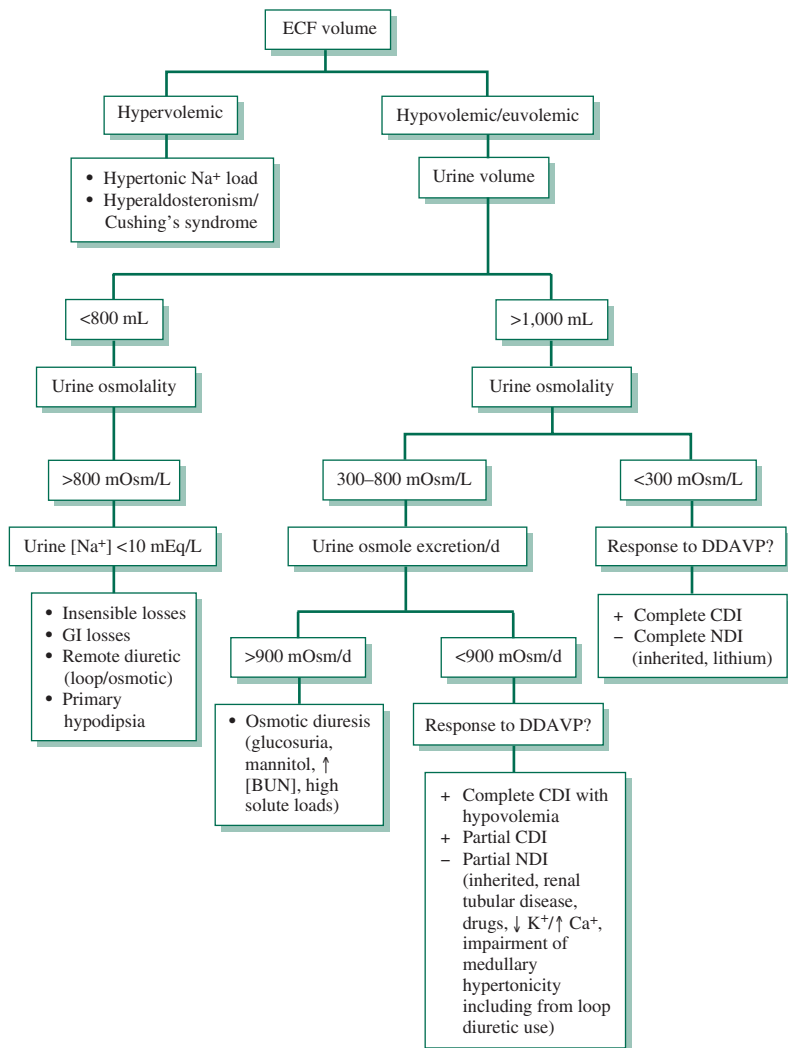 ECF volume
Hypervolemic
Hypovolemic/euvolemic
• Hypertonic Na⁺ load
• Hyperaldosteronism/
Cushing's syndrome
Urine volume
<800 mL
>1,000 mL
Urine osmolality
Urine osmolality
>800 mOsm/L
300–800 mOsm/L
<300 mOsm/L
Urine [Na⁺] <10 mEq/L
Urine osmole excretion/d
Response to DDAVP?
• Insensible losses
• GI losses
• Remote diuretic
(loop/osmotic)
• Primary
hypodipsia
>900 mOsm/d
<900 mOsm/d
+ Complete CDI
− Complete NDI
(inherited, lithium)
• Osmotic diuresis
(glucosuria,
mannitol, ↑
[BUN], high
solute loads)
Response to DDAVP?
+ Complete CDI with
hypovolemia
+ Partial CDI
− Partial NDI
(inherited, renal
tubular disease,
drugs, ↓ K⁺/↑ Ca⁺,
impairment of
medullary
hypertonicity
including from loop
diuretic use)